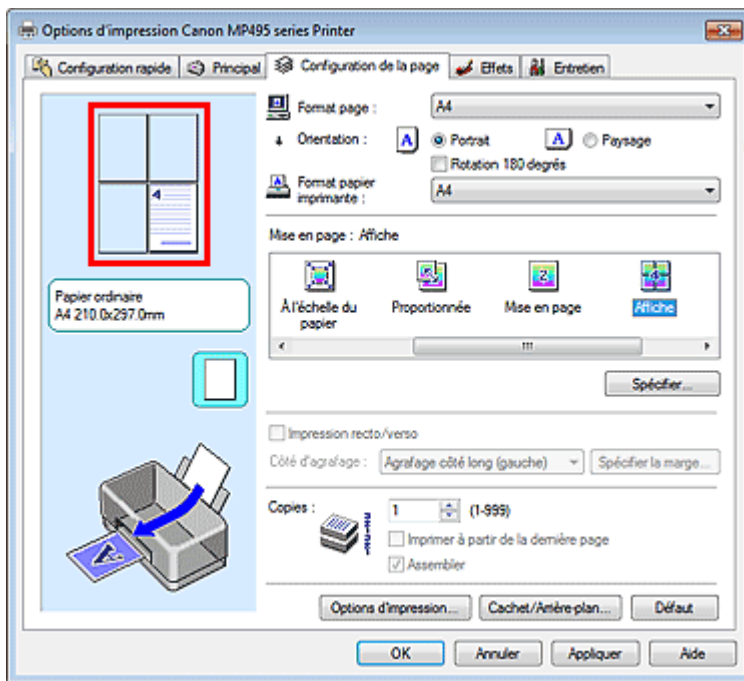 Options d'impression Canon MP495 series Printer
Configuration rapide Principal Configuration de la page Effets Entretien
Format page : A4
Orientation : A Portrait A Paysage
Rotation 180 degrés
Format papier imprimante : A4
Mise en page : Affiche
À l'échelle du papier Proportionnée Mise en page Affiche
Papier ordinaire
A4 210.0x297.0mm
Spécifier...
Impression recto/verso
Côté d'agrafage : Agrafage côté long (gauche) Spécifier la marge...
Copies : 1 (1-999)
Imprimer à partir de la dernière page
Assembler
Options d'impression... Cachet/Arrière-plan... Défaut
OK Annuler Appliquer Aide